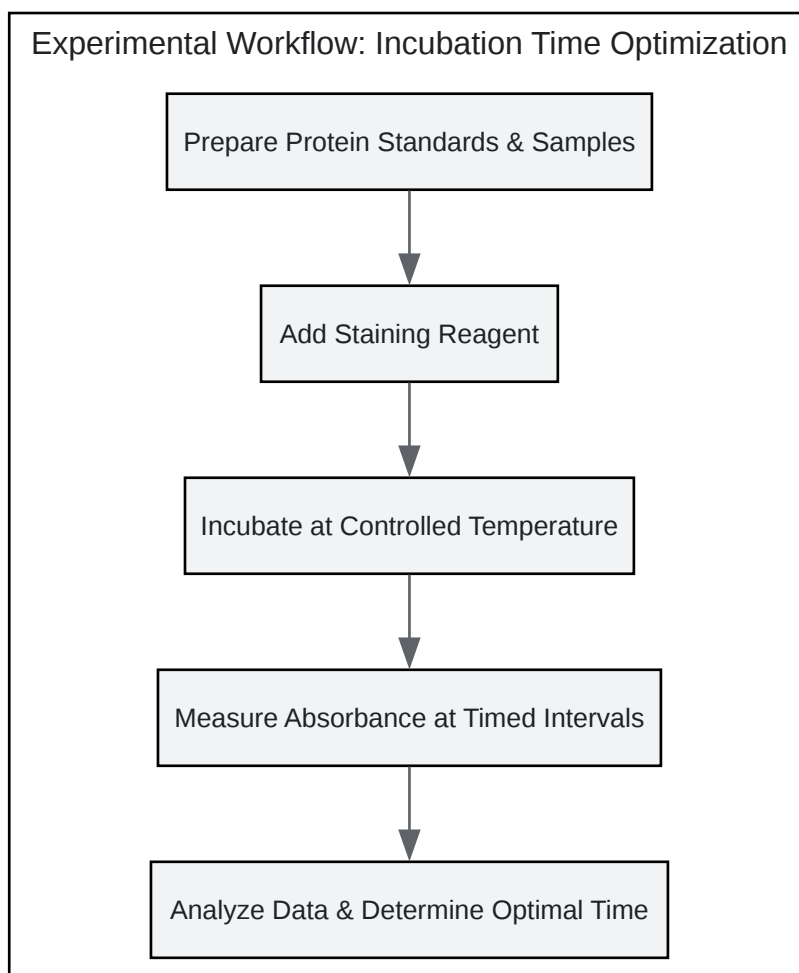 Experimental Workflow: Incubation Time Optimization
Prepare Protein Standards & Samples
Add Staining Reagent
Incubate at Controlled Temperature
Measure Absorbance at Timed Intervals
Analyze Data & Determine Optimal Time